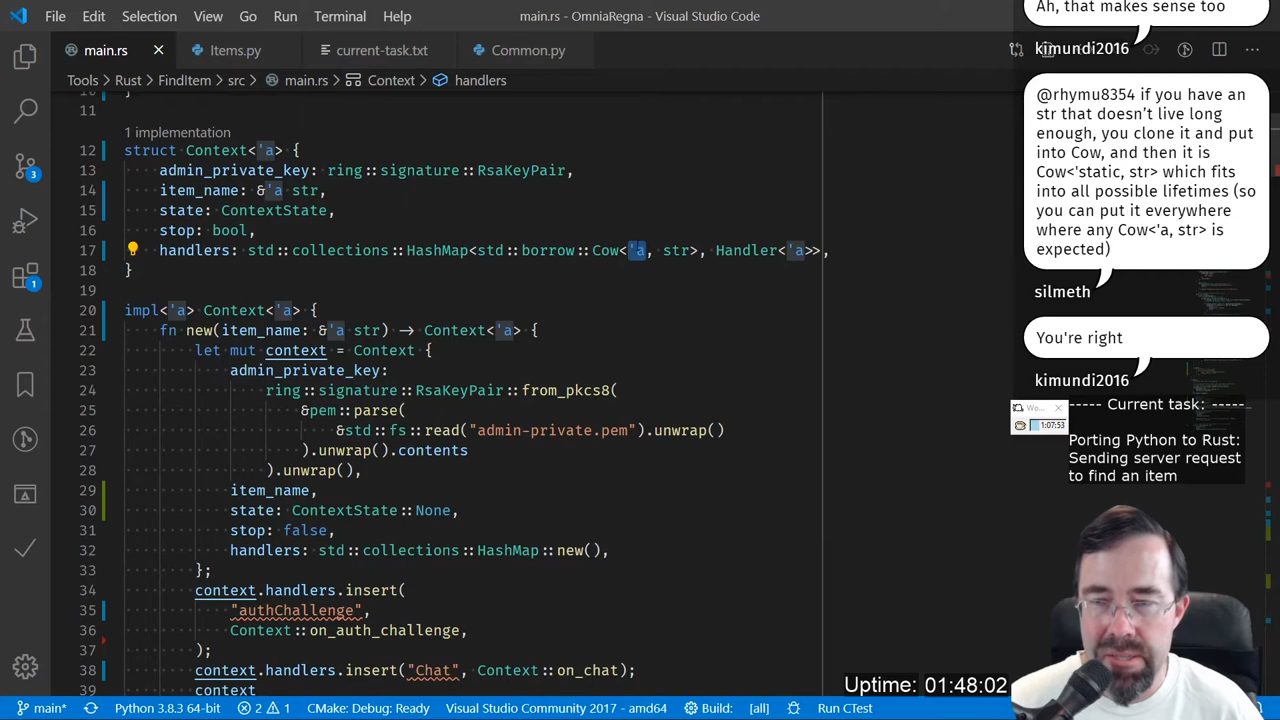 File Edit Selection View Go Run Terminal Help
main.rs - OmniaRegna - Visual Studio Code
main.rs
Items.py
current-task.txt
Common.py
Tools > Rust > FindItem > src > main.rs > Context > handlers
11
1 implementation
12 struct Context<'a> {
13 admin_private_key: ring::signature::RsaKeyPair,
14 item_name: &'a str,
15 state: ContextState,
16 stop: bool,
17 handlers: std::collections::HashMap<std::borrow::Cow<'a, str>, Handler<'a>>,
18 }
19
20 impl<'a> Context<'a> {
21 fn new(item_name: &'a str) -> Context<'a> {
22 let mut context = Context {
23 admin_private_key:
24 ring::signature::RsaKeyPair::from_pkcs8(
25 &pem::parse(
26 &std::fs::read("admin-private.pem").unwrap()
27 ).unwrap().contents
28 ).unwrap(),
29 item_name,
30 state: ContextState::None,
31 stop: false,
32 handlers: std::collections::HashMap::new(),
33 };
34 context.handlers.insert(
35 "authChallenge",
36 Context::on_auth_challenge,
37 );
38 context.handlers.insert("Chat", Context::on_chat);
39 context
Ah, that makes sense too
kimundi2016
@rhymu8354 if you have an
str that doesn't live long
enough, you clone it and put
into Cow, and then it is
Cow<'static, str> which fits
into all possible lifetimes (so
you can put it everywhere
where any Cow<'a, str> is
expected)
silmeth
You're right
kimundi2016
Wo...
1:07:53
----- Current task: -----
Porting Python to Rust:
Sending server request
to find an item
3
1
Uptime: 01:48:02
main* Python 3.8.3 64-bit 2 1 CMake: Debug: Ready Visual Studio Community 2017 - amd64 Build: [all] Run CTest